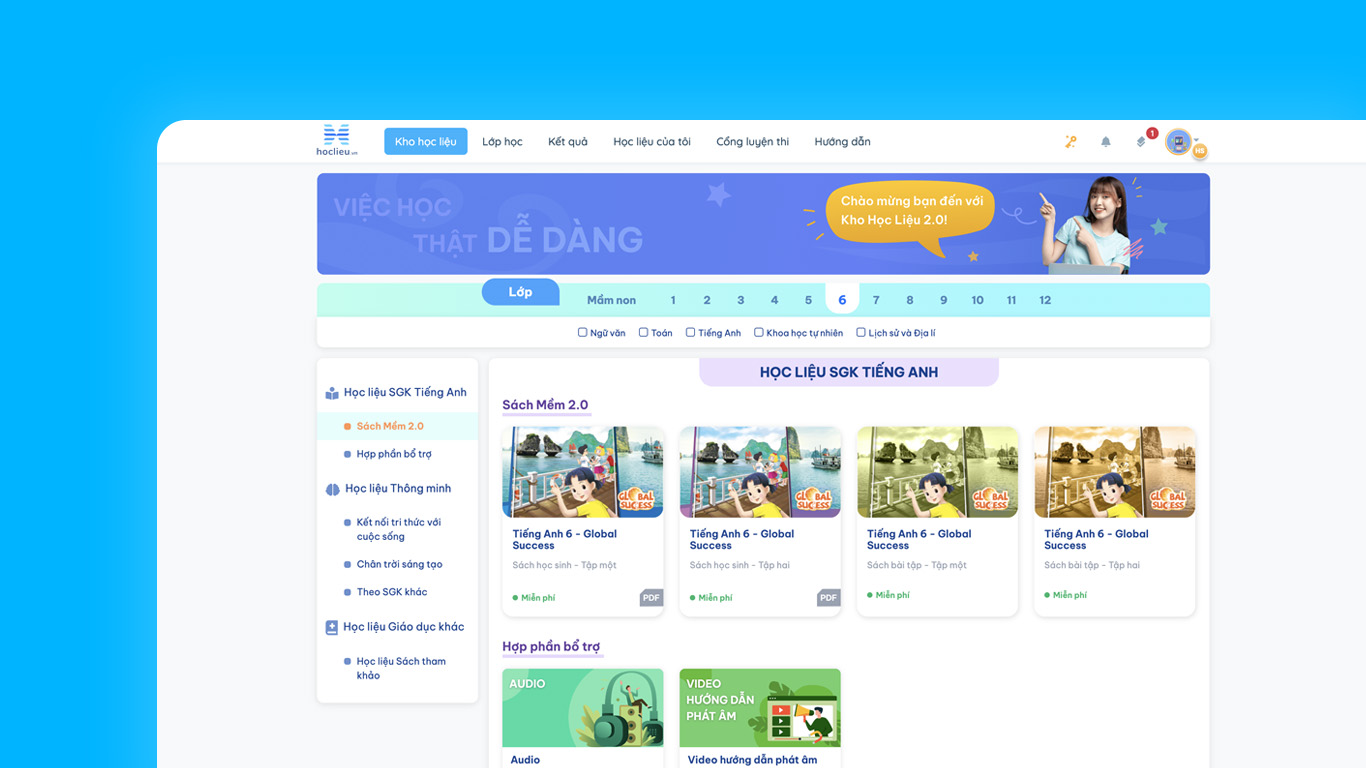 hoclieu.vn
Kho học liệu
Lớp học
Kết quả
Học liệu của tôi
Cổng luyện thi
Hướng dẫn
1
HS
VIỆC HỌC
THẬT DỄ DÀNG
Chào mừng bạn đến với
Kho Học Liệu 2.0!
Lớp
Mầm non
1
2
3
4
5
6
7
8
9
10
11
12
Ngữ văn
Toán
Tiếng Anh
Khoa học tự nhiên
Lịch sử và Địa lí
Học liệu SGK Tiếng Anh
Sách Mềm 2.0
Hợp phần bổ trợ
Học liệu Thông minh
Kết nối tri thức với
cuộc sống
Chân trời sáng tạo
Theo SGK khác
Học liệu Giáo dục khác
Học liệu Sách tham
khảo
HỌC LIỆU SGK TIẾNG ANH
Sách Mềm 2.0
GLOBAL
SUCCESS
Tiếng Anh 6 - Global
Success
Sách học sinh - Tập một
Miễn phí
PDF
GLOBAL
SUCCESS
Tiếng Anh 6 - Global
Success
Sách học sinh - Tập hai
Miễn phí
PDF
GLOBAL
SUCCESS
Tiếng Anh 6 - Global
Success
Sách bài tập - Tập một
Miễn phí
GLOBAL
SUCCESS
Tiếng Anh 6 - Global
Success
Sách bài tập - Tập hai
Miễn phí
Hợp phần bổ trợ
AUDIO
Audio
VIDEO
HƯỚNG DẪN
PHÁT ÂM
Video hướng dẫn phát âm